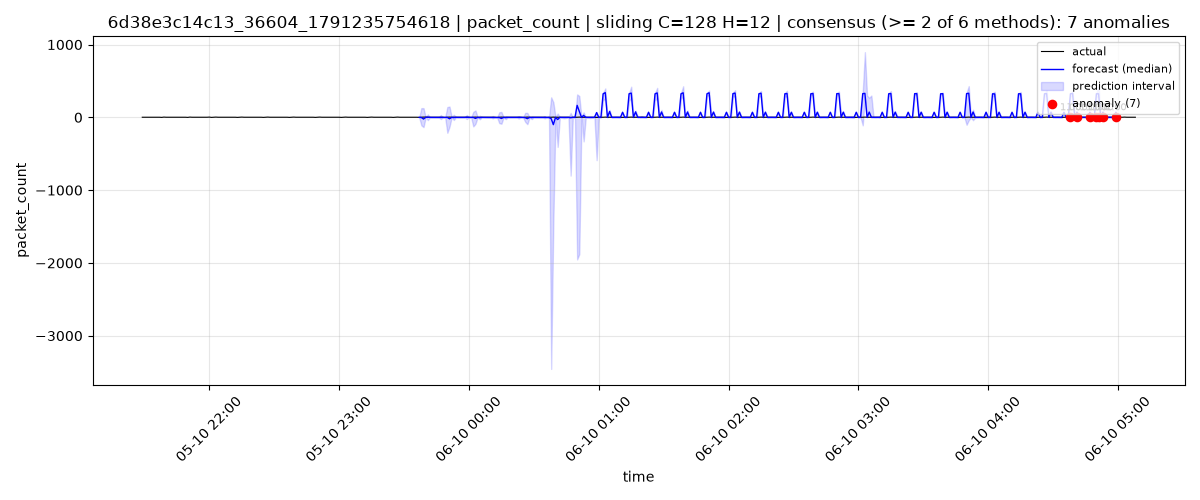 6d38e3c14c13_36604_1791235754618 | packet_count | sliding C=128 H=12 | consensus (>= 2 of 6 methods): 7 anomalies
packet_count
1000
0
−1000
−2000
−3000
actual
forecast (median)
prediction interval
anomaly (7)
05-10 22:00
05-10 23:00
06-10 00:00
06-10 01:00
06-10 02:00
06-10 03:00
06-10 04:00
06-10 05:00
time